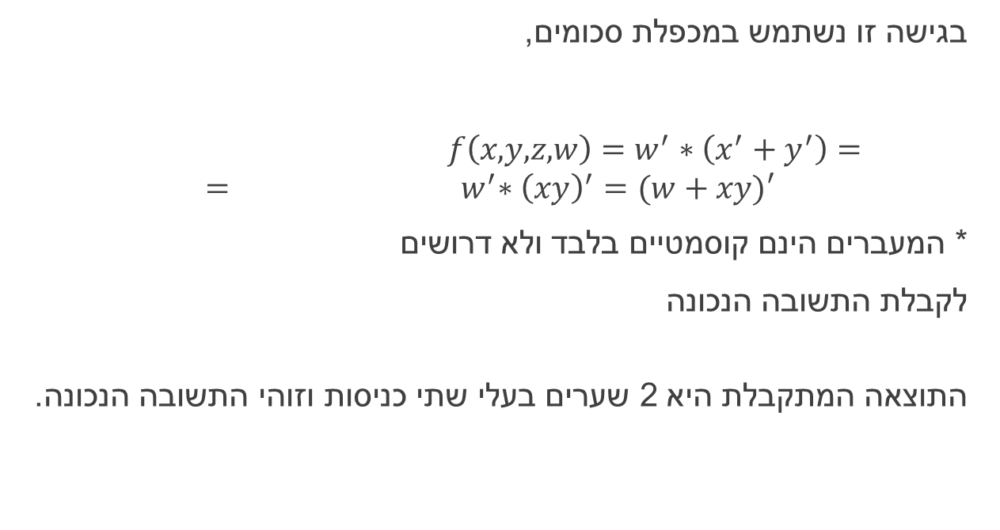 בגישה זו נשתמש במכפלת סכומים,
f(x,y,z,w) = w′ * (x′ + y′) =
= w′* (xy)′ = (w + xy)′
* המעברים הינם קוסמטיים בלבד ולא דרושים
לקבלת התשובה הנכונה
התוצאה המתקבלת היא 2 שערים בעלי שתי כניסות וזוהי התשובה הנכונה.